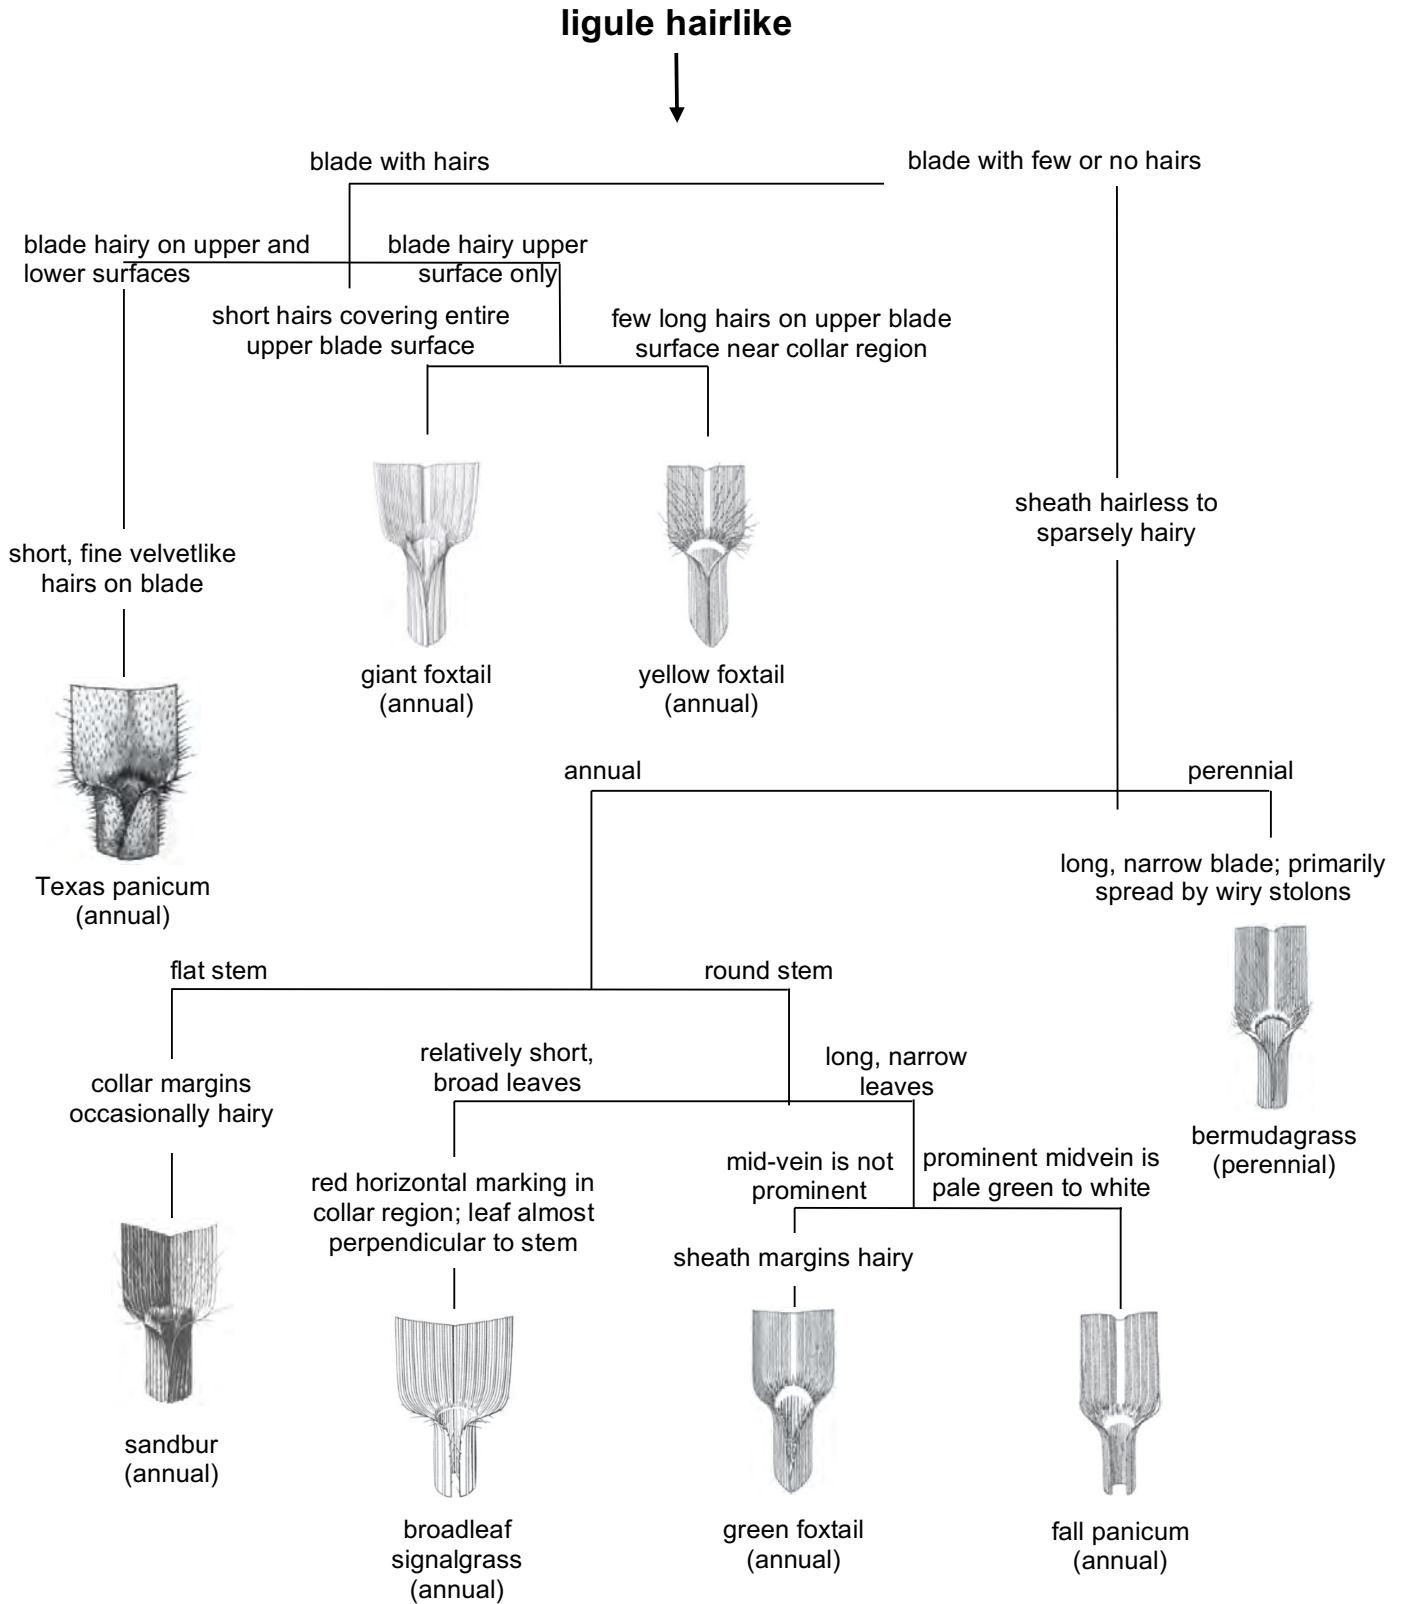 ligule hairlike
blade with hairs
blade with few or no hairs
blade hairy on upper and
lower surfaces
blade hairy upper
surface only
short hairs covering entire
upper blade surface
few long hairs on upper blade
surface near collar region
sheath hairless to
sparsely hairy
short, fine velvetlike
hairs on blade
giant foxtail
(annual)
yellow foxtail
(annual)
Texas panicum
(annual)
annual
perennial
long, narrow blade; primarily
spread by wiry stolons
bermudagrass
(perennial)
flat stem
round stem
collar margins
occasionally hairy
relatively short,
broad leaves
long, narrow
leaves
red horizontal marking in
collar region; leaf almost
perpendicular to stem
mid-vein is not
prominent
prominent midvein is
pale green to white
sheath margins hairy
sandbur
(annual)
broadleaf
signalgrass
(annual)
green foxtail
(annual)
fall panicum
(annual)